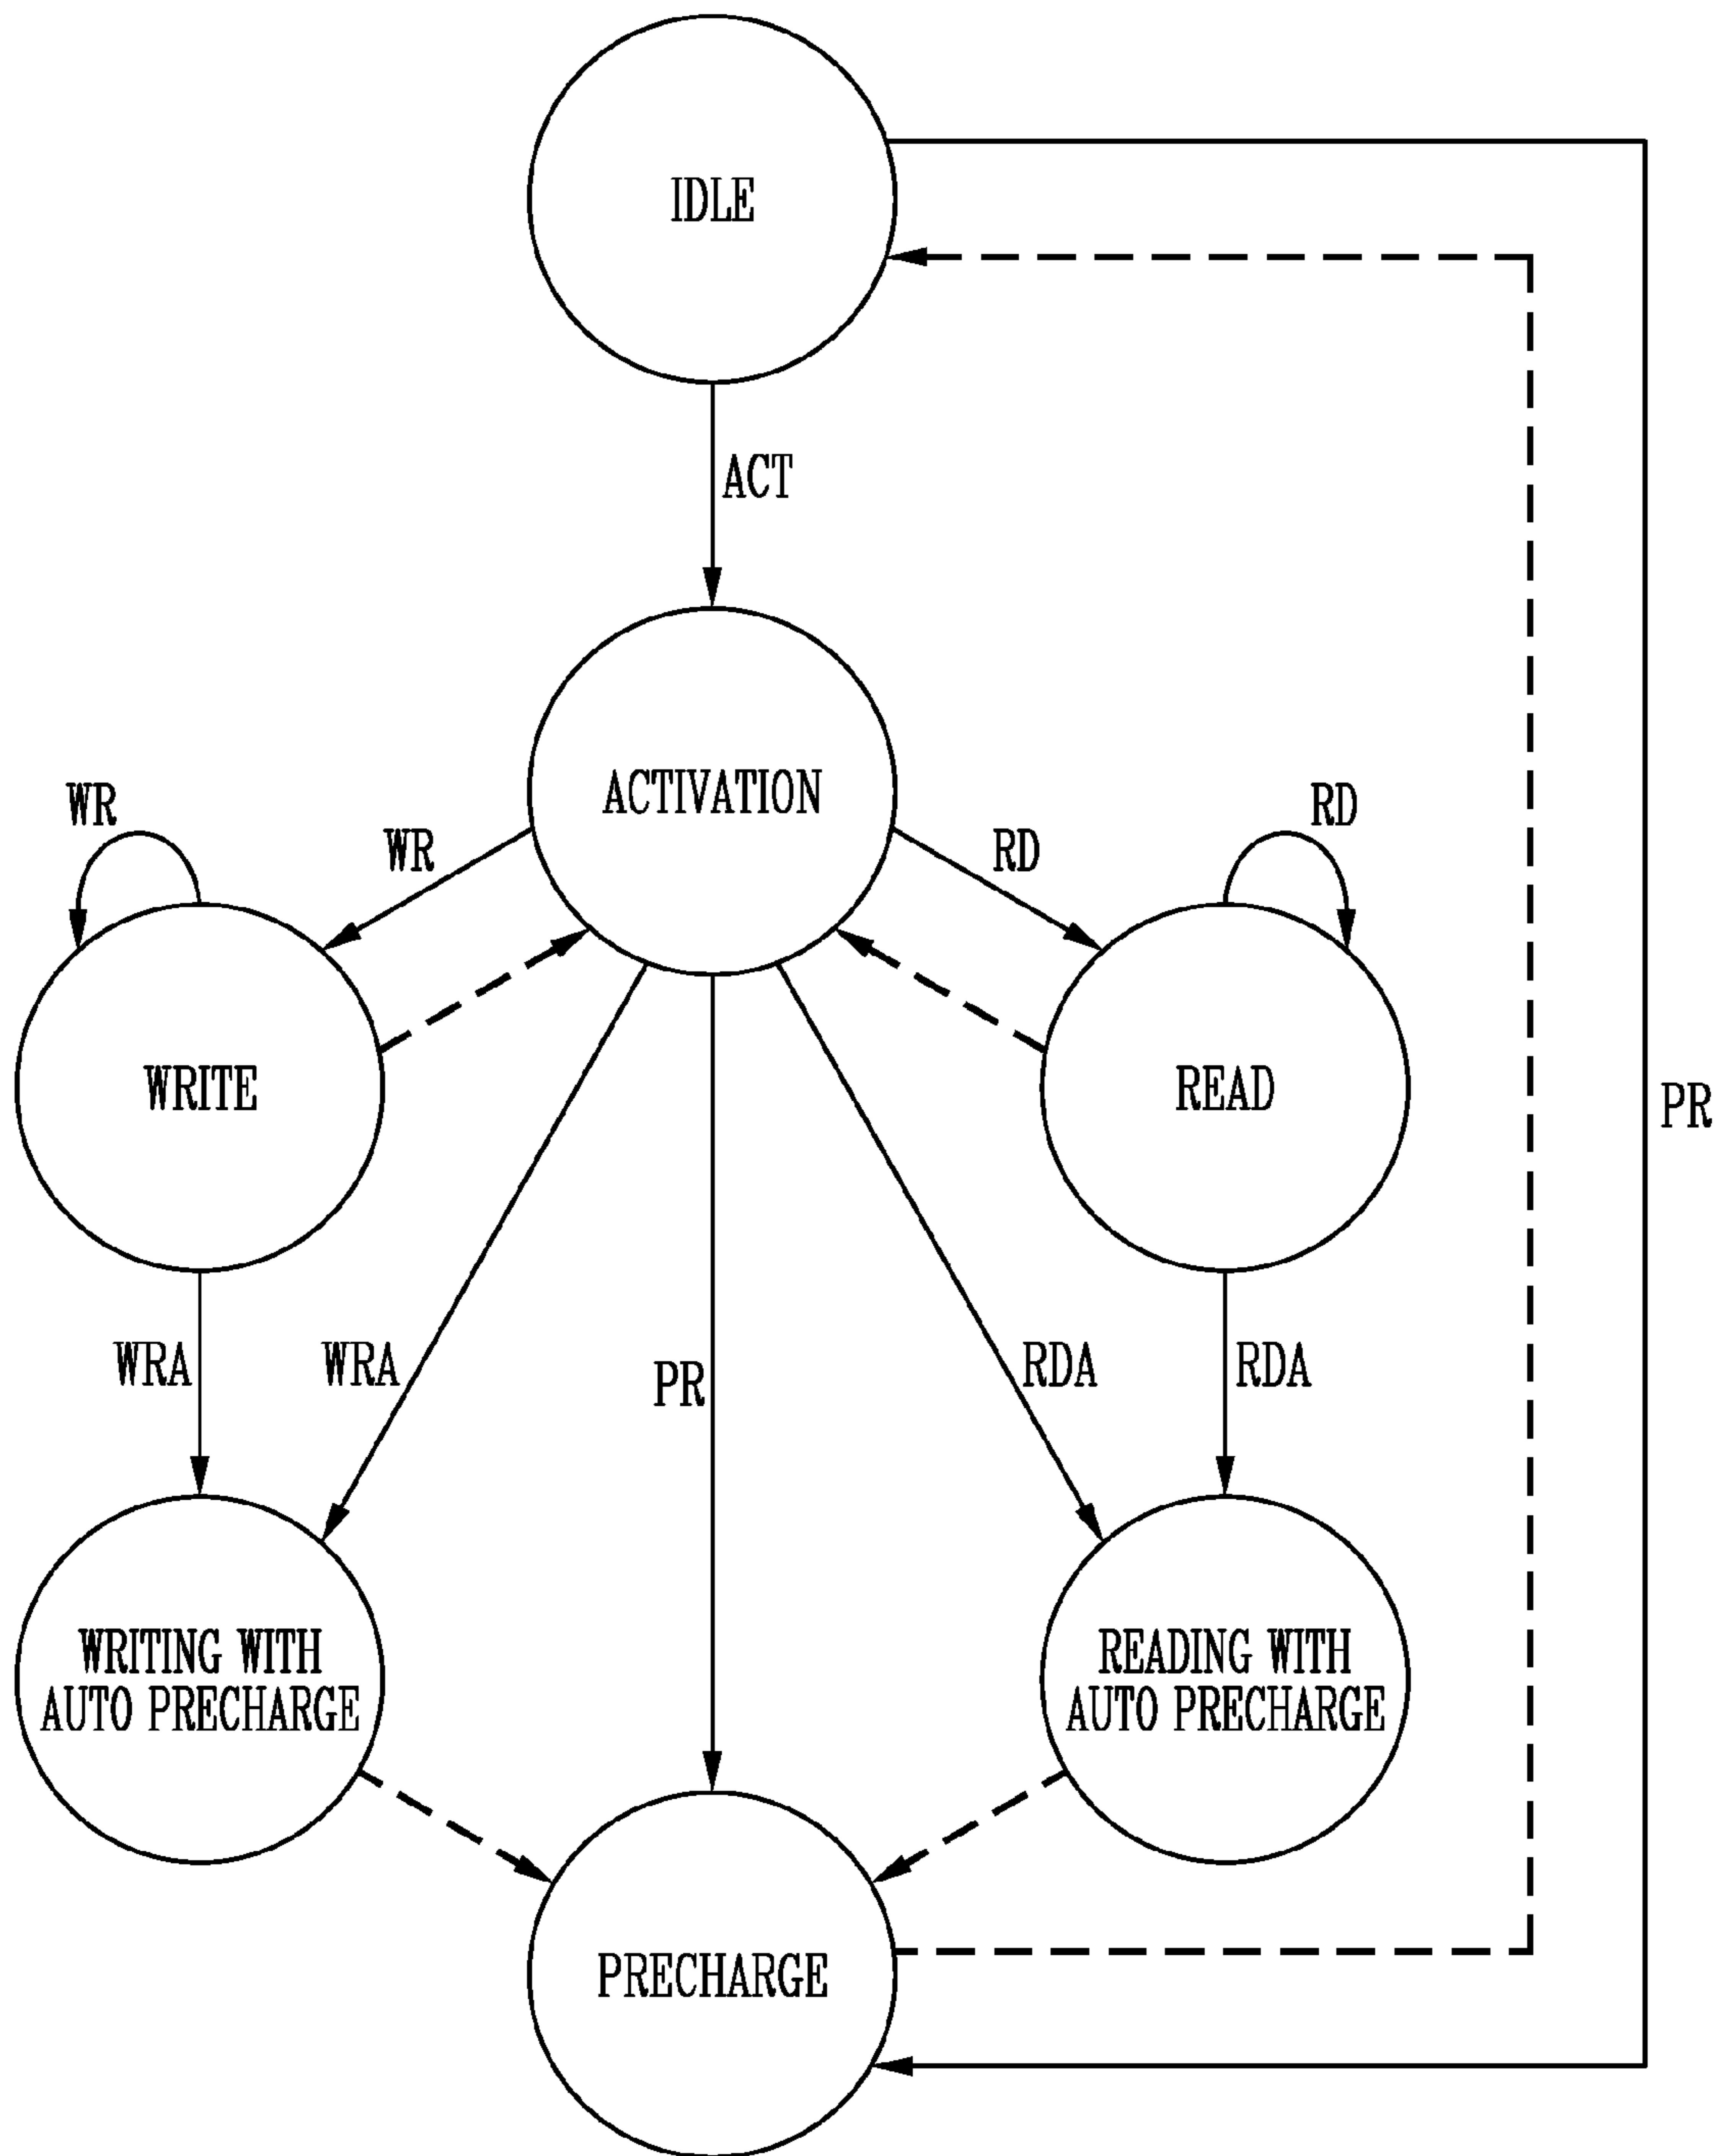 IDLE
ACT
ACTIVATION
WR
WR
RD
RD
WRITE
READ
PR
WRA
WRA
PR
RDA
RDA
WRITING WITH
AUTO PRECHARGE
READING WITH
AUTO PRECHARGE
PRECHARGE